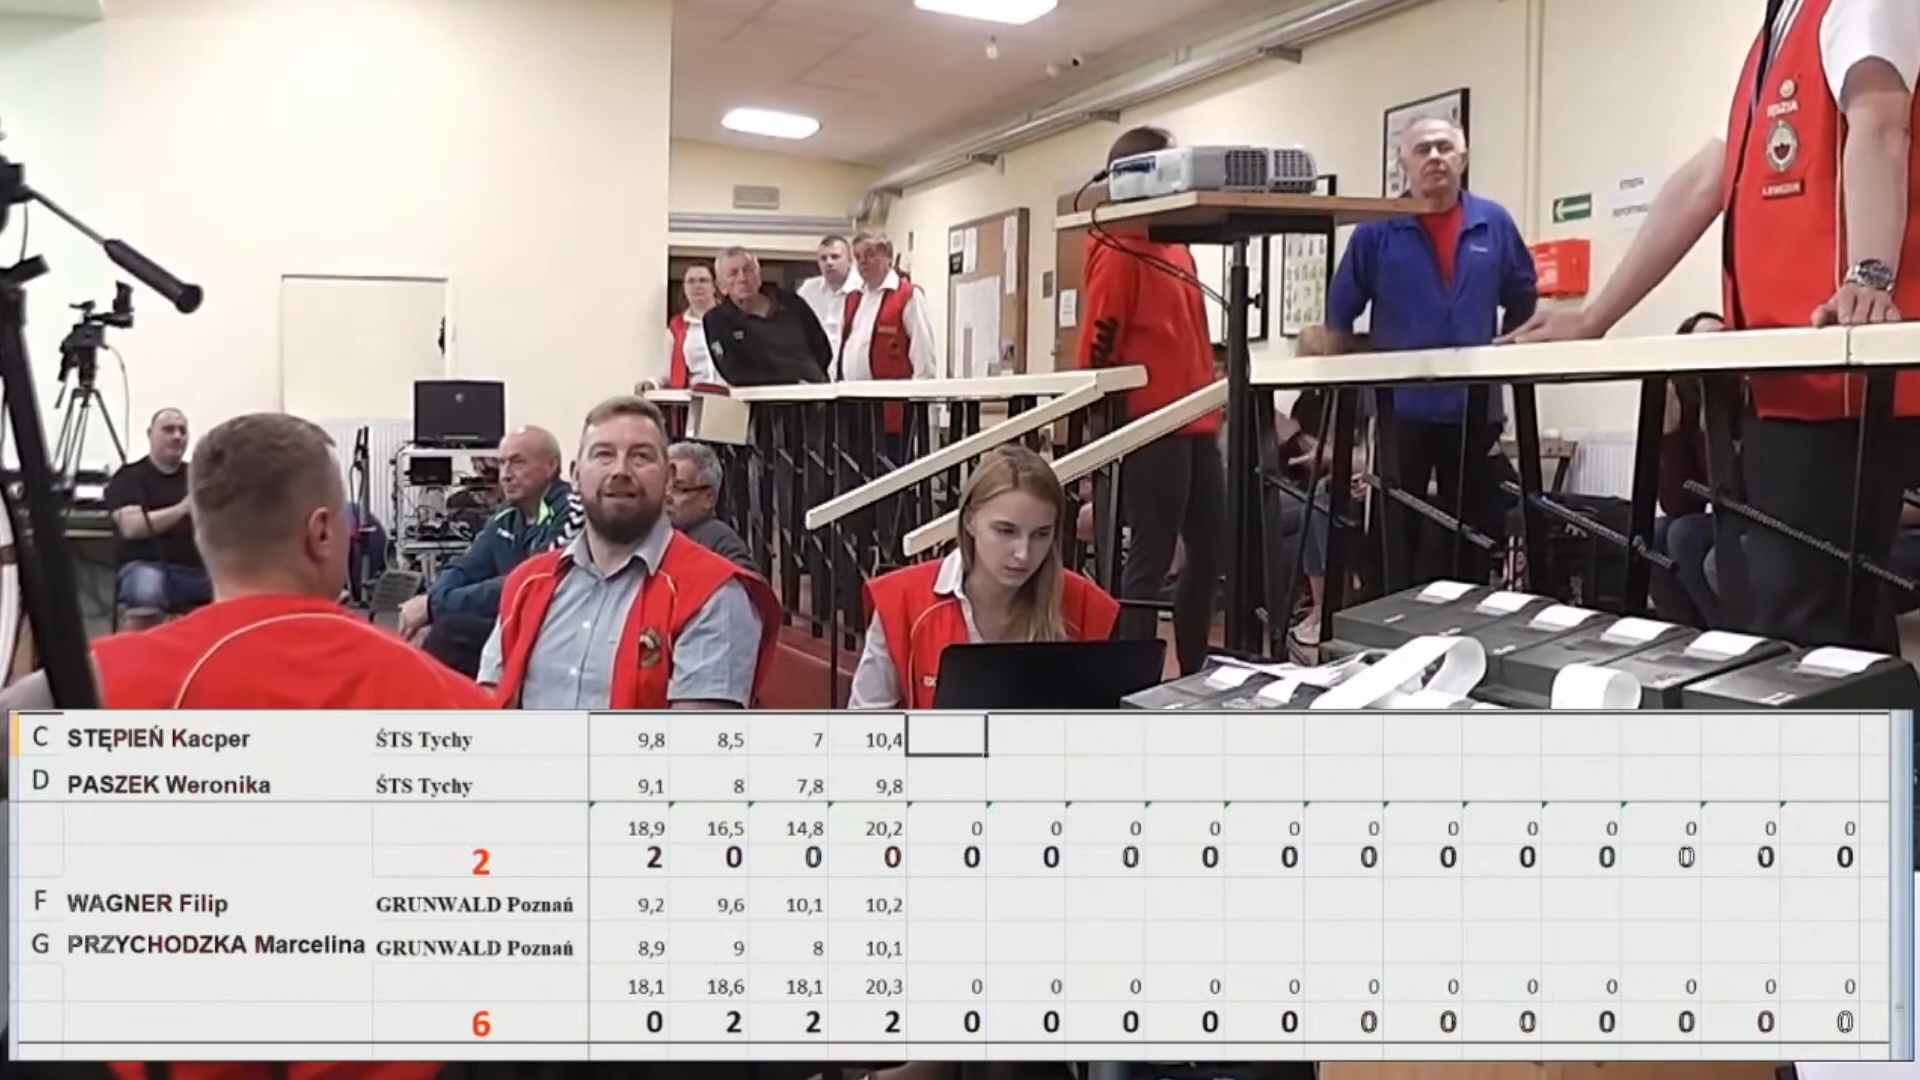 SĘDZIA
LICENCJA
STREFA
C STĘPIEŃ Kacper ŚTS Tychy 9,8 8,5 7 10,4
D PASZEK Weronika ŚTS Tychy 9,1 8 7,8 9,8
18,9 16,5 14,8 20,2 0 0 0 0 0 0 0 0 0 0 0 0
2 2 0 0 0 0 0 0 0 0 0 0 0 0 0 0 0
F WAGNER Filip GRUNWALD Poznań 9,2 9,6 10,1 10,2
G PRZYCHODZKA Marcelina GRUNWALD Poznań 8,9 9 8 10,1
18,1 18,6 18,1 20,3 0 0 0 0 0 0 0 0 0 0 0 0
6 0 2 2 2 0 0 0 0 0 0 0 0 0 0 0 0